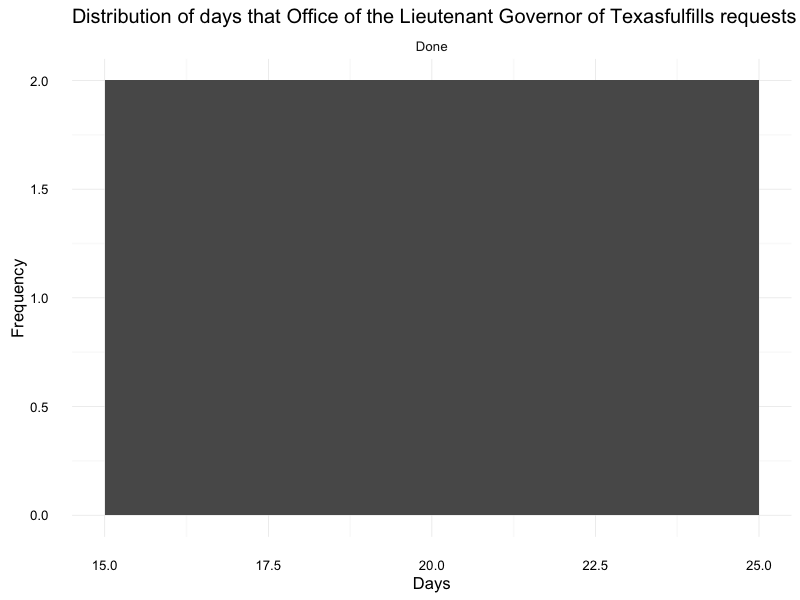 Distribution of days that Office of the Lieutenant Governor of Texasfulfills requests
Done
2.0
1.5
1.0
0.5
0.0
Frequency
15.0 17.5 20.0 22.5 25.0
Days